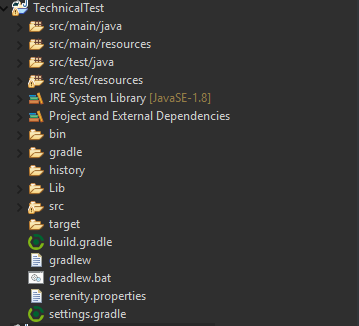 TechnicalTest
src/main/java
src/main/resources
src/test/java
src/test/resources
JRE System Library [JavaSE-1.8]
Project and External Dependencies
bin
gradle
history
Lib
src
target
build.gradle
gradlew
gradlew.bat
serenity.properties
settings.gradle